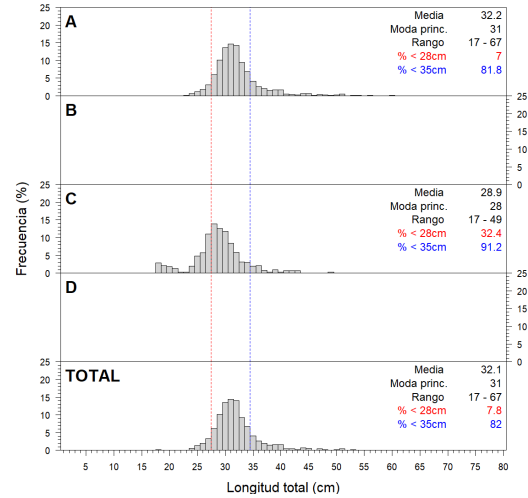 Frecuencia (%)
A
25
20
15
10
5
0
Media 32.2
Moda princ. 31
Rango 17 - 67
% < 28cm 7
% < 35cm 81.8
B
25
20
15
10
5
0
C
25
20
15
10
5
0
Media 28.9
Moda princ. 28
Rango 17 - 49
% < 28cm 32.4
% < 35cm 91.2
D
25
20
15
10
5
0
TOTAL
25
20
15
10
5
0
Media 32.1
Moda princ. 31
Rango 17 - 67
% < 28cm 7.8
% < 35cm 82
5 10 15 20 25 30 35 40 45 50 55 60 65 70 75 80
Longitud total (cm)